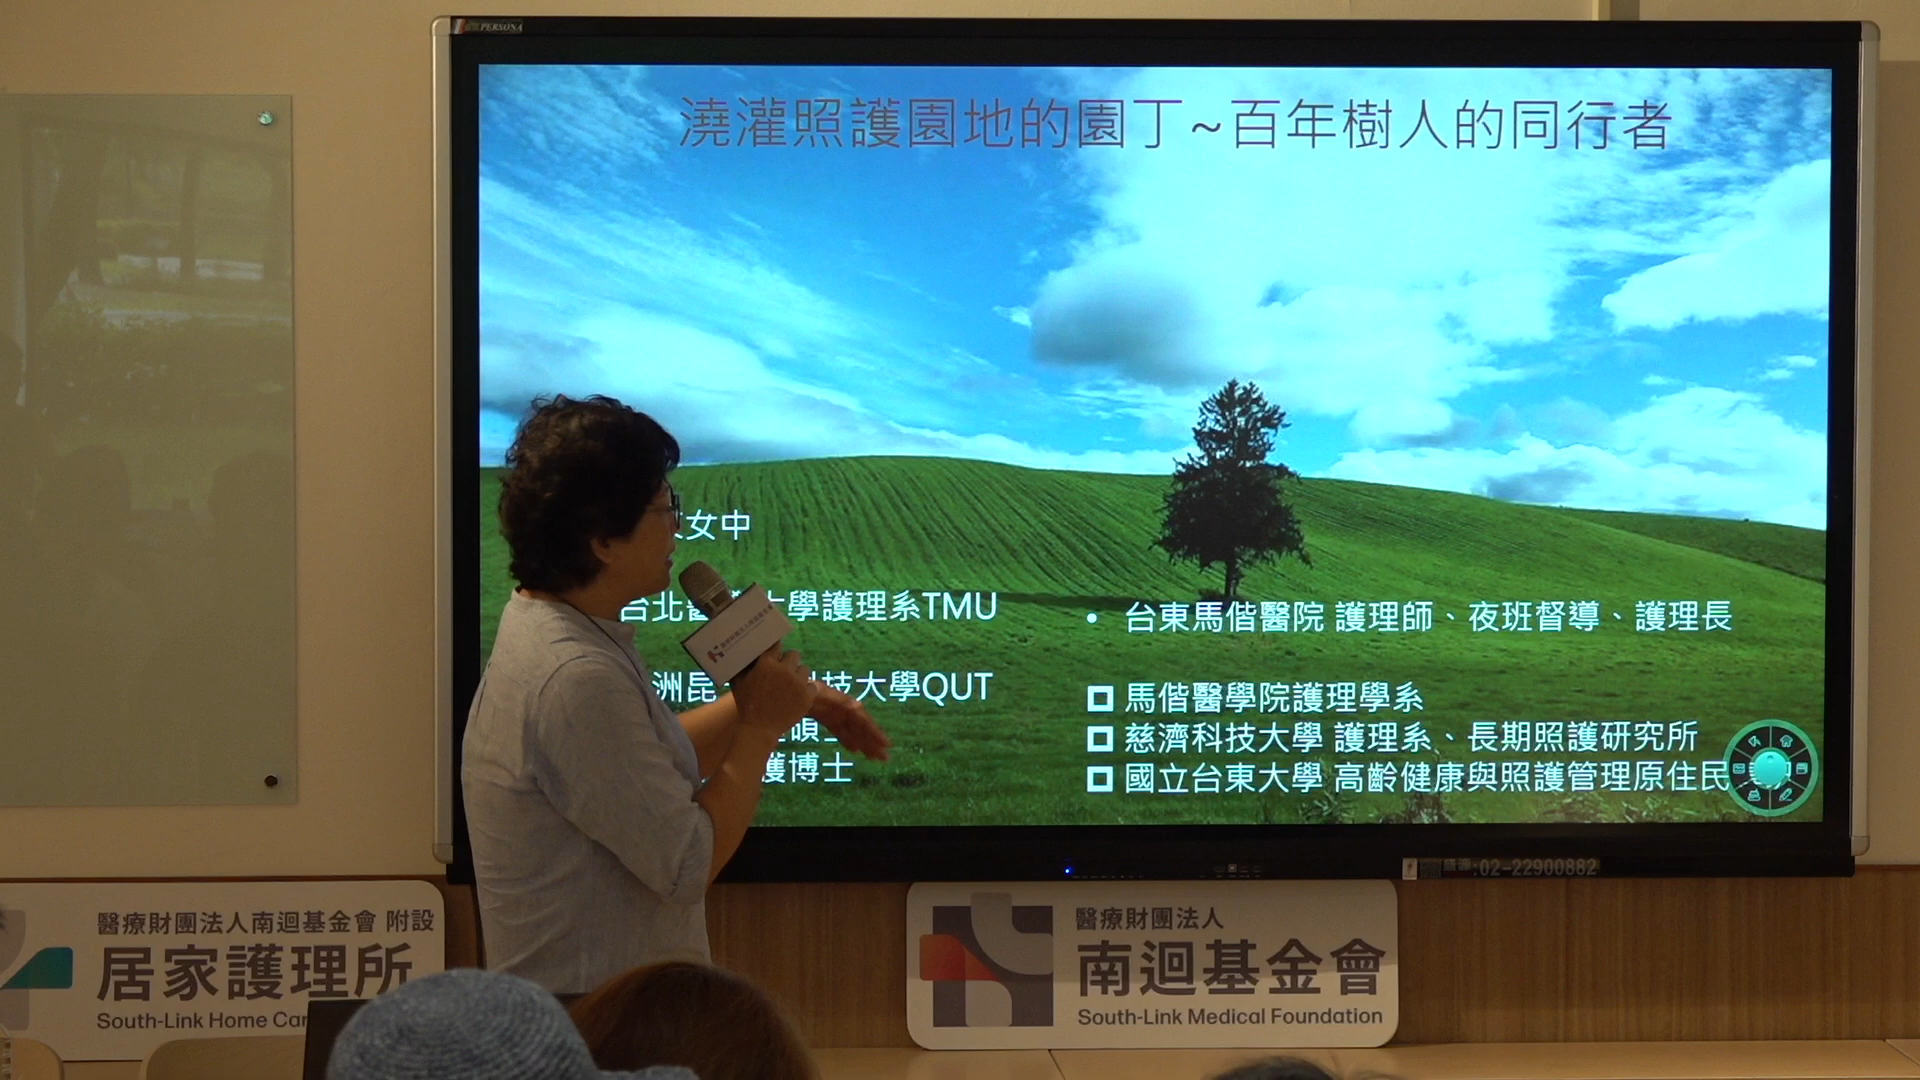 PERSONA
澆灌照護園地的園丁~百年樹人的同行者
女中
台北醫 大學護理系TMU
洲昆 科技大學QUT
護博士
• 台東馬偕醫院 護理師、夜班督導、護理長
馬偕醫學院護理學系
慈濟科技大學 護理系、長期照護研究所
國立台東大學 高齡健康與照護管理原住民
:02-22900882
醫療財團法人南迴基金會 附設
居家護理所
South-Link Home
醫療財團法人
南迴基金會
South-Link Medical Foundation